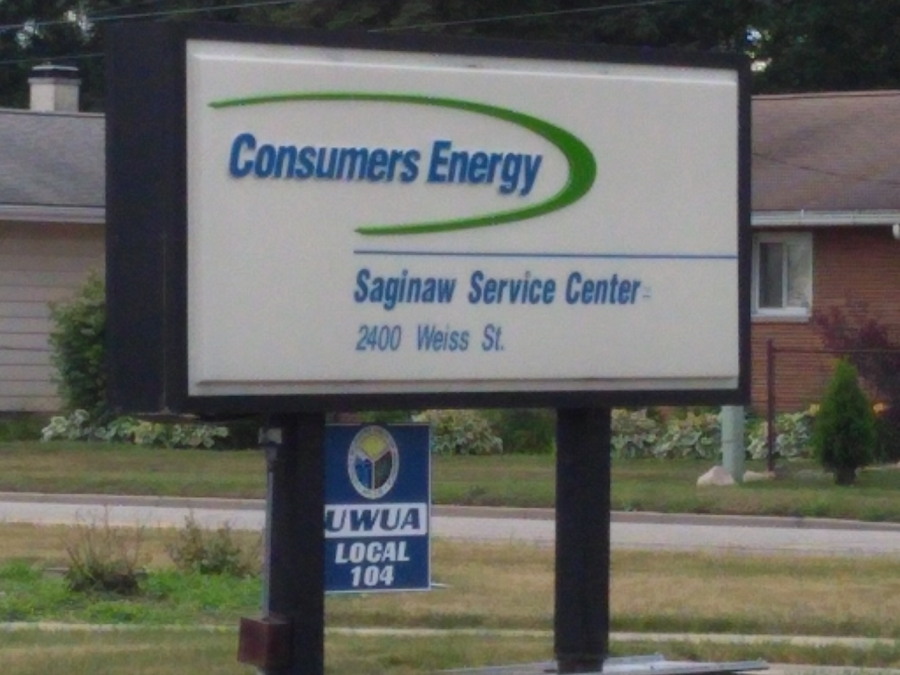 Consumers Energy
Saginaw Service Center
2400 Weiss St.
UWUA
LOCAL
104